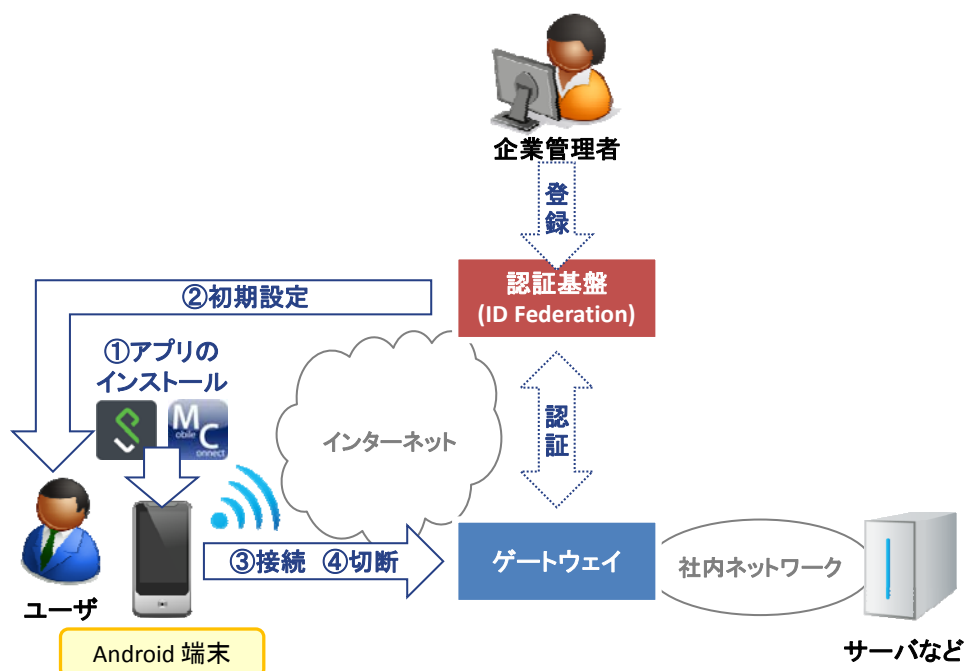 企業管理者
登
録
認証基盤
(ID Federation)
②初期設定
①アプリの
インストール
Mobile
Connect
インターネット
認
証
③接続 ④切断
ゲートウェイ
社内ネットワーク
ユーザ
Android 端末
サーバなど